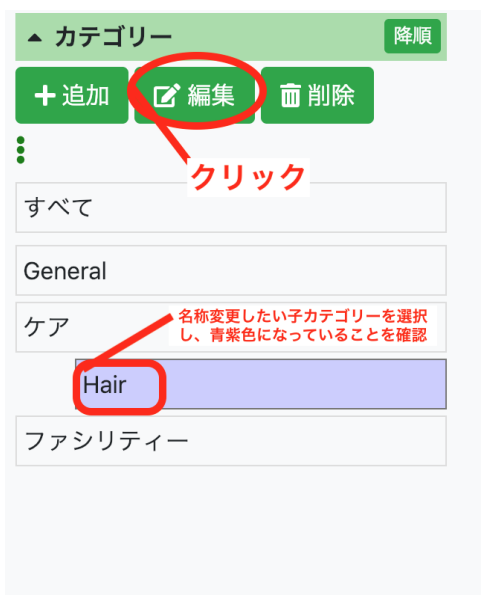 カテゴリー
降順
追加
編集
削除
クリック
すべて
General
ケア
名称変更したい子カテゴリーを選択
し、青紫色になっていることを確認
Hair
ファシリティー